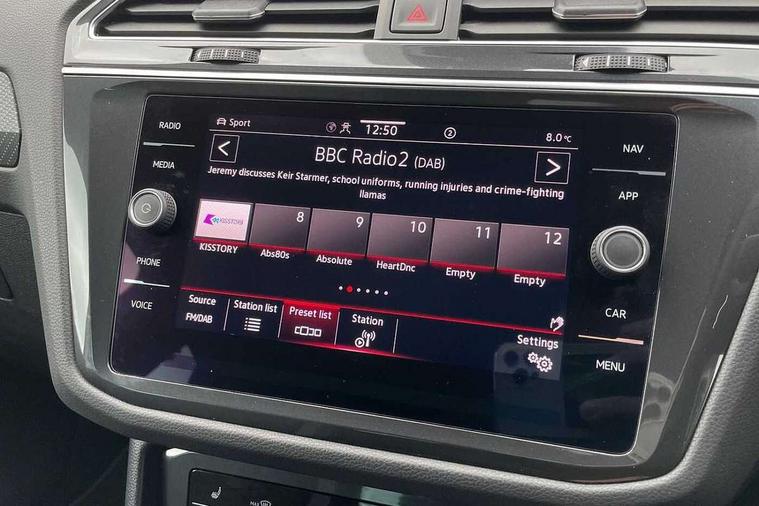 RADIO
MEDIA
PHONE
VOICE
Sport
12:50
2
8.0°C
BBC Radio2 (DAB)
Jeremy discusses Keir Starmer, school uniforms, running injuries and crime-fighting
llamas
KISSTORY
KISSTORY
8
Abs80s
9
Absolute
10
HeartDnc
11
Empty
12
Empty
Source
FM/DAB
Station list
Preset list
Station
Settings
NAV
APP
CAR
MENU